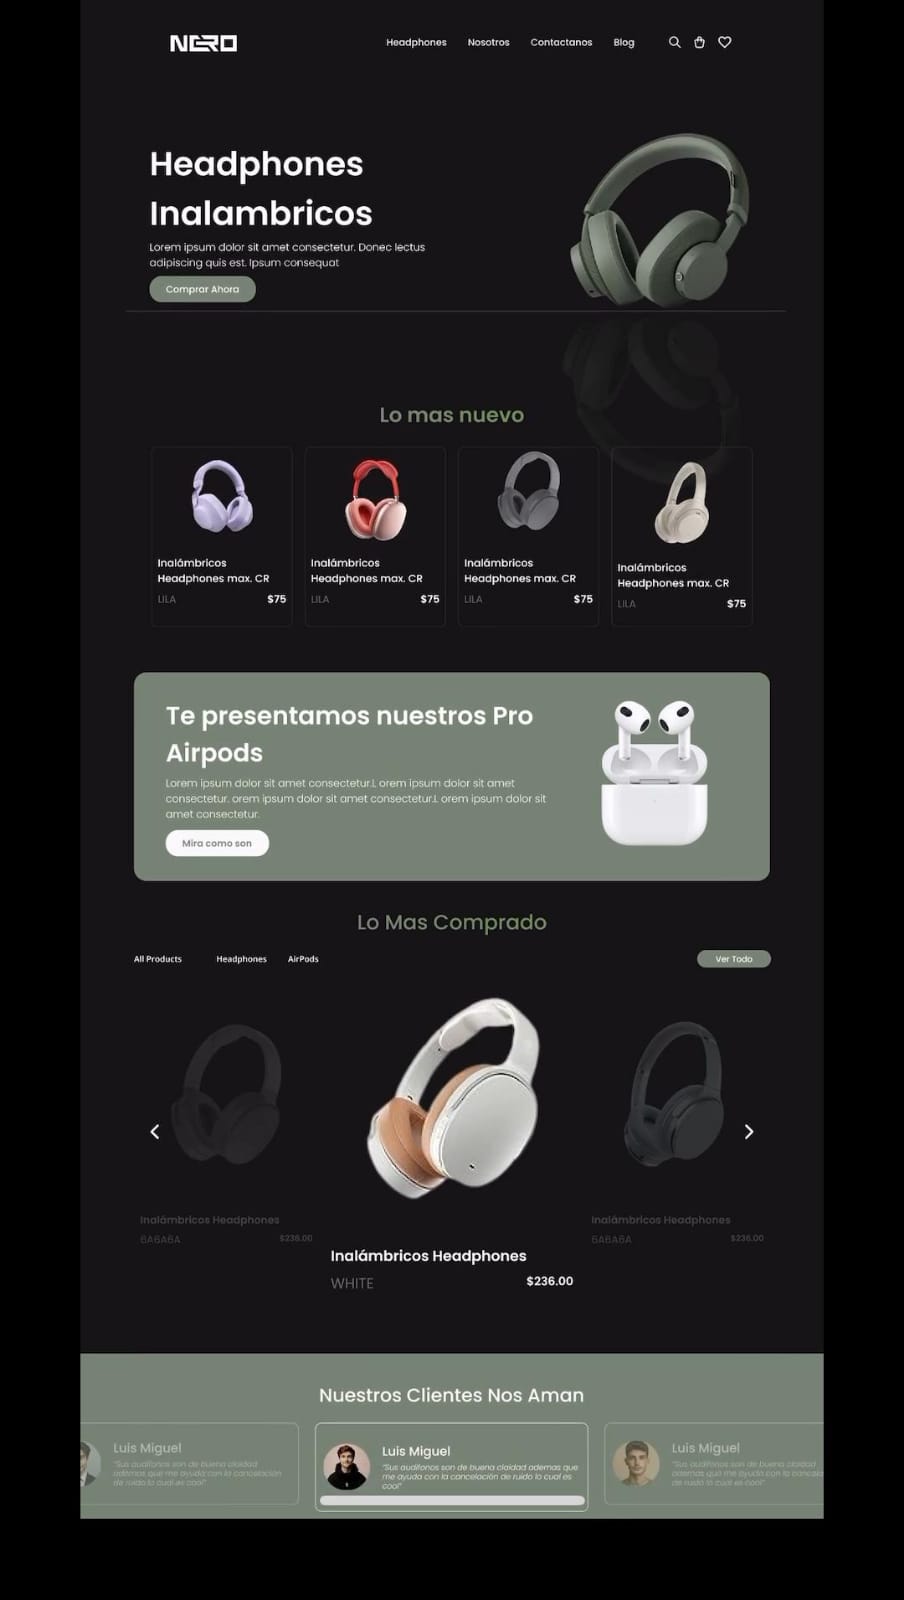 NERO
Headphones Nosotros Contactanos Blog
Headphones
Inalambricos
Lorem ipsum dolor sit amet consectetur. Donec lectus
adipiscing quis est. Ipsum consequat
Comprar Ahora
Lo mas nuevo
Inalámbricos
Headphones max. CR
LILA $75
Inalámbricos
Headphones max. CR
LILA $75
Inalámbricos
Headphones max. CR
LILA $75
Inalámbricos
Headphones max. CR
LILA $75
Te presentamos nuestros Pro
Airpods
Lorem ipsum dolor sit amet consectetur.L orem ipsum dolor sit amet
consectetur. orem ipsum dolor sit amet consectetur.L orem ipsum dolor sit
amet consectetur.
Mira como son
Lo Mas Comprado
All Products Headphones AirPods Ver Todo
Inalámbricos Headphones
6A6A6A $236.00
Inalámbricos Headphones
WHITE $236.00
Inalámbricos Headphones
6A6A6A $236.00
Nuestros Clientes Nos Aman
Luis Miguel
"Sus audifonos son de buena claidad
ademas que me ayuda con la cancelación
de ruido lo cual es cool"
Luis Miguel
"Sus audifonos son de buena claidad ademas que
me ayuda con la cancelación de ruido lo cual es
cool"
Luis Miguel
"Sus audifonos son de buena claidad
ademas que me ayuda con la
de ruido lo cual es cool"